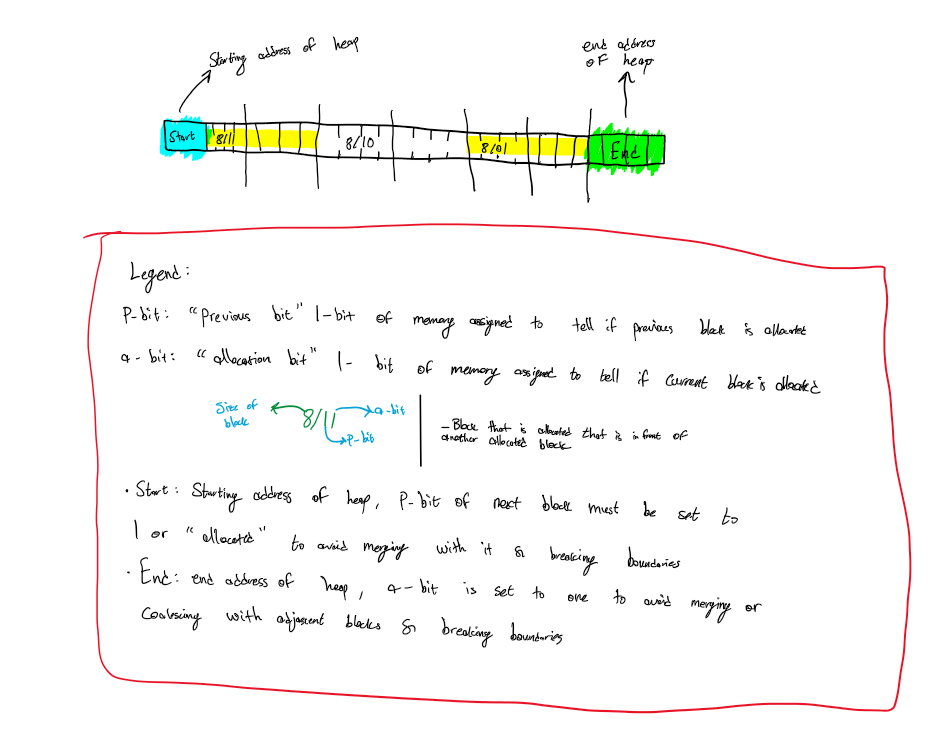 Starting address of heap
end address
of heap
Start 8/11 8/10 8/01 End
Legend:
P-bit: "Previous bit" 1-bit of memory assigned to tell if previous block is allocated
a-bit: "allocation bit" 1-bit of memory assigned to tell if current block is allocated
Size of
block
8/11
a-bit
P-bit
- Block that is allocated that is in front of
another allocated block
• Start: Starting address of heap, P-bit of next block must be set to
1 or "allocated" to avoid merging with it & breaking boundaries
• End: end address of heap, a-bit is set to one to avoid merging or
Coalescing with adjascent blocks & breaking boundaries